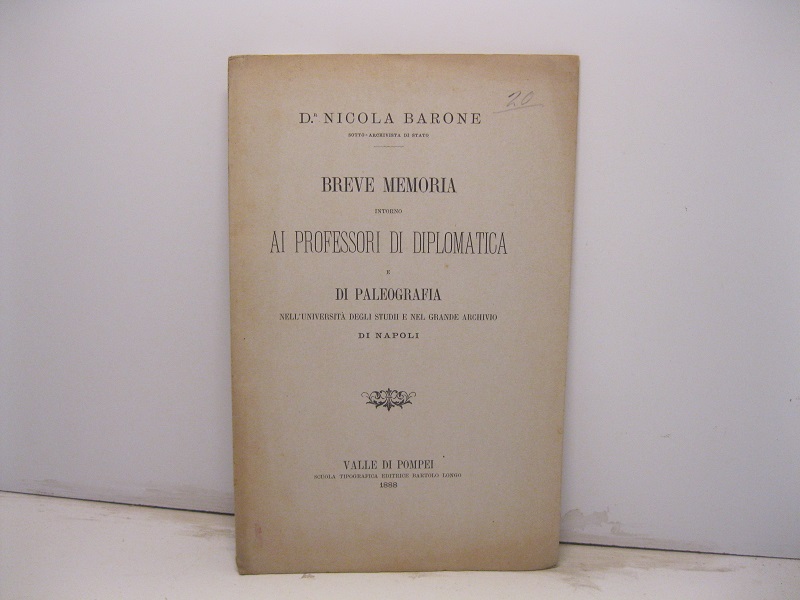 20
D.ʳ NICOLA BARONE
SOTTO-ARCHIVISTA DI STATO
BREVE MEMORIA
INTORNO
AI PROFESSORI DI DIPLOMATICA
E
DI PALEOGRAFIA
NELL'UNIVERSITÀ DEGLI STUDII E NEL GRANDE ARCHIVIO
DI NAPOLI
VALLE DI POMPEI
SCUOLA TIPOGRAFICA EDITRICE BARTOLO LONGO
1888